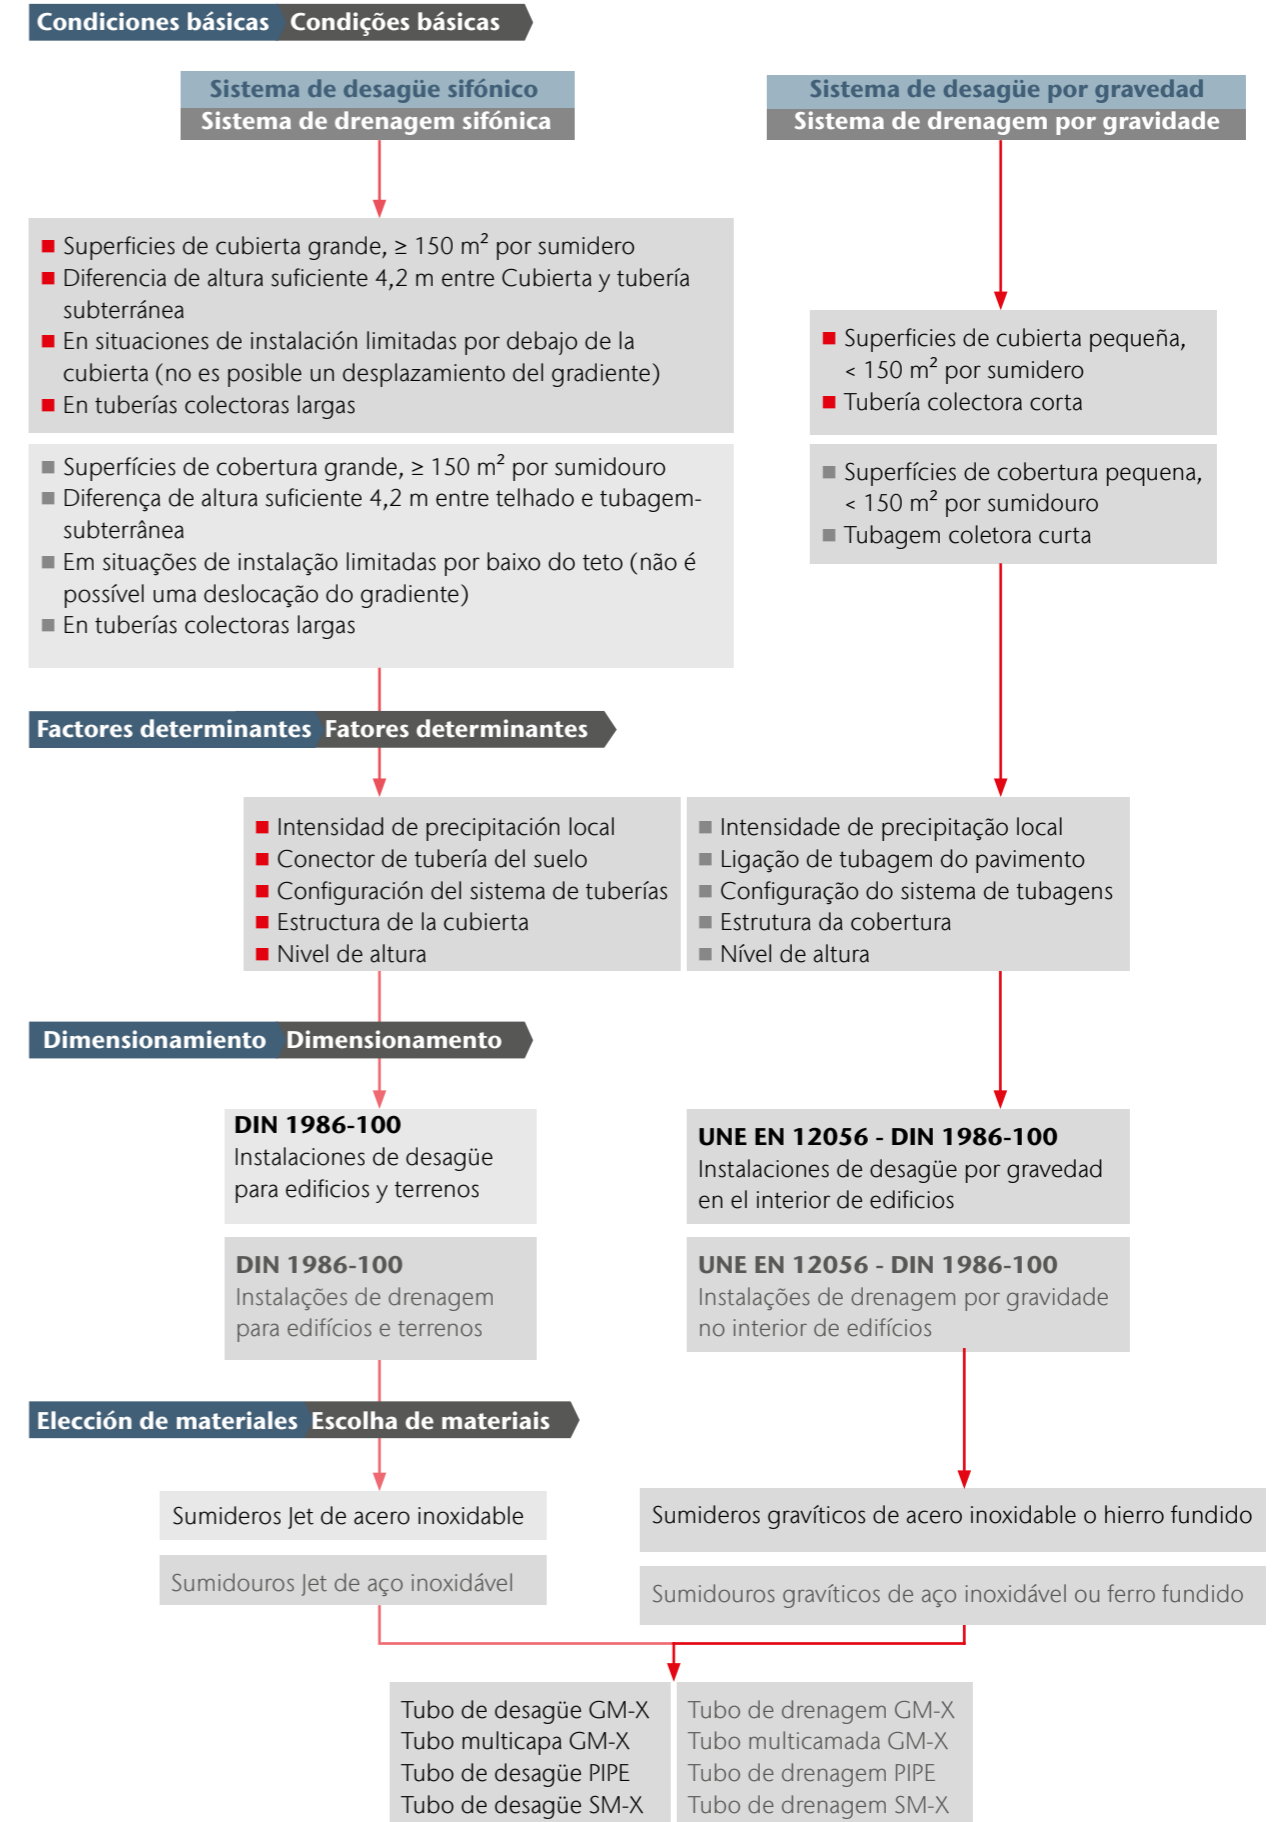 Condiciones básicas Condições básicas
Sistema de desagüe sifónico
Sistema de drenagem sifónica
Sistema de desagüe por gravedad
Sistema de drenagem por gravidade
Superficies de cubierta grande, ≥ 150 m² por sumidero
Diferencia de altura suficiente 4,2 m entre Cubierta y tubería
subterránea
En situaciones de instalación limitadas por debajo de la
cubierta (no es posible un desplazamiento del gradiente)
En tuberías colectoras largas
Superfícies de cobertura grande, ≥ 150 m² por sumidouro
Diferença de altura suficiente 4,2 m entre telhado e tubagem-
subterrânea
Em situações de instalação limitadas por baixo do teto (não é
possível uma deslocação do gradiente)
En tuberías colectoras largas
Superficies de cubierta pequeña,
< 150 m² por sumidero
Tubería colectora corta
Superfícies de cobertura pequena,
< 150 m² por sumidouro
Tubagem coletora curta
Factores determinantes Fatores determinantes
Intensidad de precipitación local
Conector de tubería del suelo
Configuración del sistema de tuberías
Estructura de la cubierta
Nivel de altura
Intensidade de precipitação local
Ligação de tubagem do pavimento
Configuração do sistema de tubagens
Estrutura da cobertura
Nível de altura
Dimensionamiento Dimensionamento
DIN 1986-100
Instalaciones de desagüe
para edificios y terrenos
DIN 1986-100
Instalações de drenagem
para edifícios e terrenos
UNE EN 12056 - DIN 1986-100
Instalaciones de desagüe por gravedad
en el interior de edificios
UNE EN 12056 - DIN 1986-100
Instalações de drenagem por gravidade
no interior de edifícios
Elección de materiales Escolha de materiais
Sumideros Jet de acero inoxidable
Sumidouros Jet de aço inoxidável
Sumideros gravíticos de acero inoxidable o hierro fundido
Sumidouros gravíticos de aço inoxidável ou ferro fundido
Tubo de desagüe GM-X
Tubo multicapa GM-X
Tubo de desagüe PIPE
Tubo de desagüe SM-X
Tubo de drenagem GM-X
Tubo multicamada GM-X
Tubo de drenagem PIPE
Tubo de drenagem SM-X